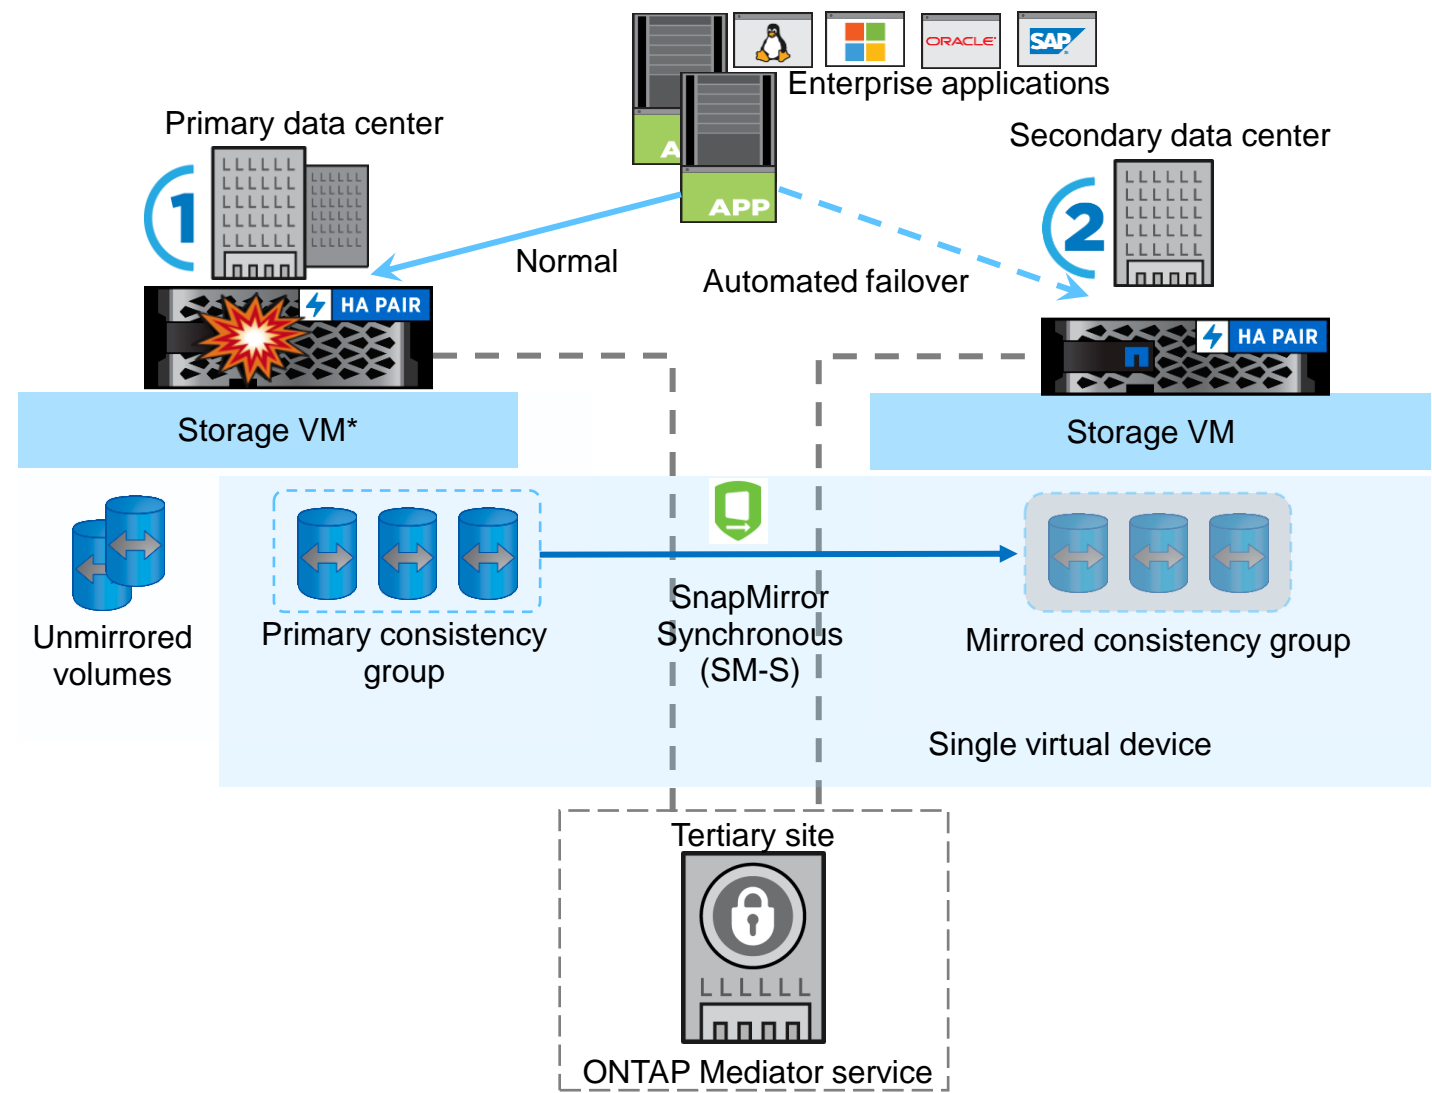 ORACLE
SAP
Enterprise applications
Primary data center
Secondary data center
1
2
A
APP
Normal
Automated failover
HA PAIR
HA PAIR
Storage VM*
Storage VM
SnapMirror
Synchronous
(SM-S)
Unmirrored
volumes
Primary consistency
group
Mirrored consistency group
Single virtual device
Tertiary site
ONTAP Mediator service